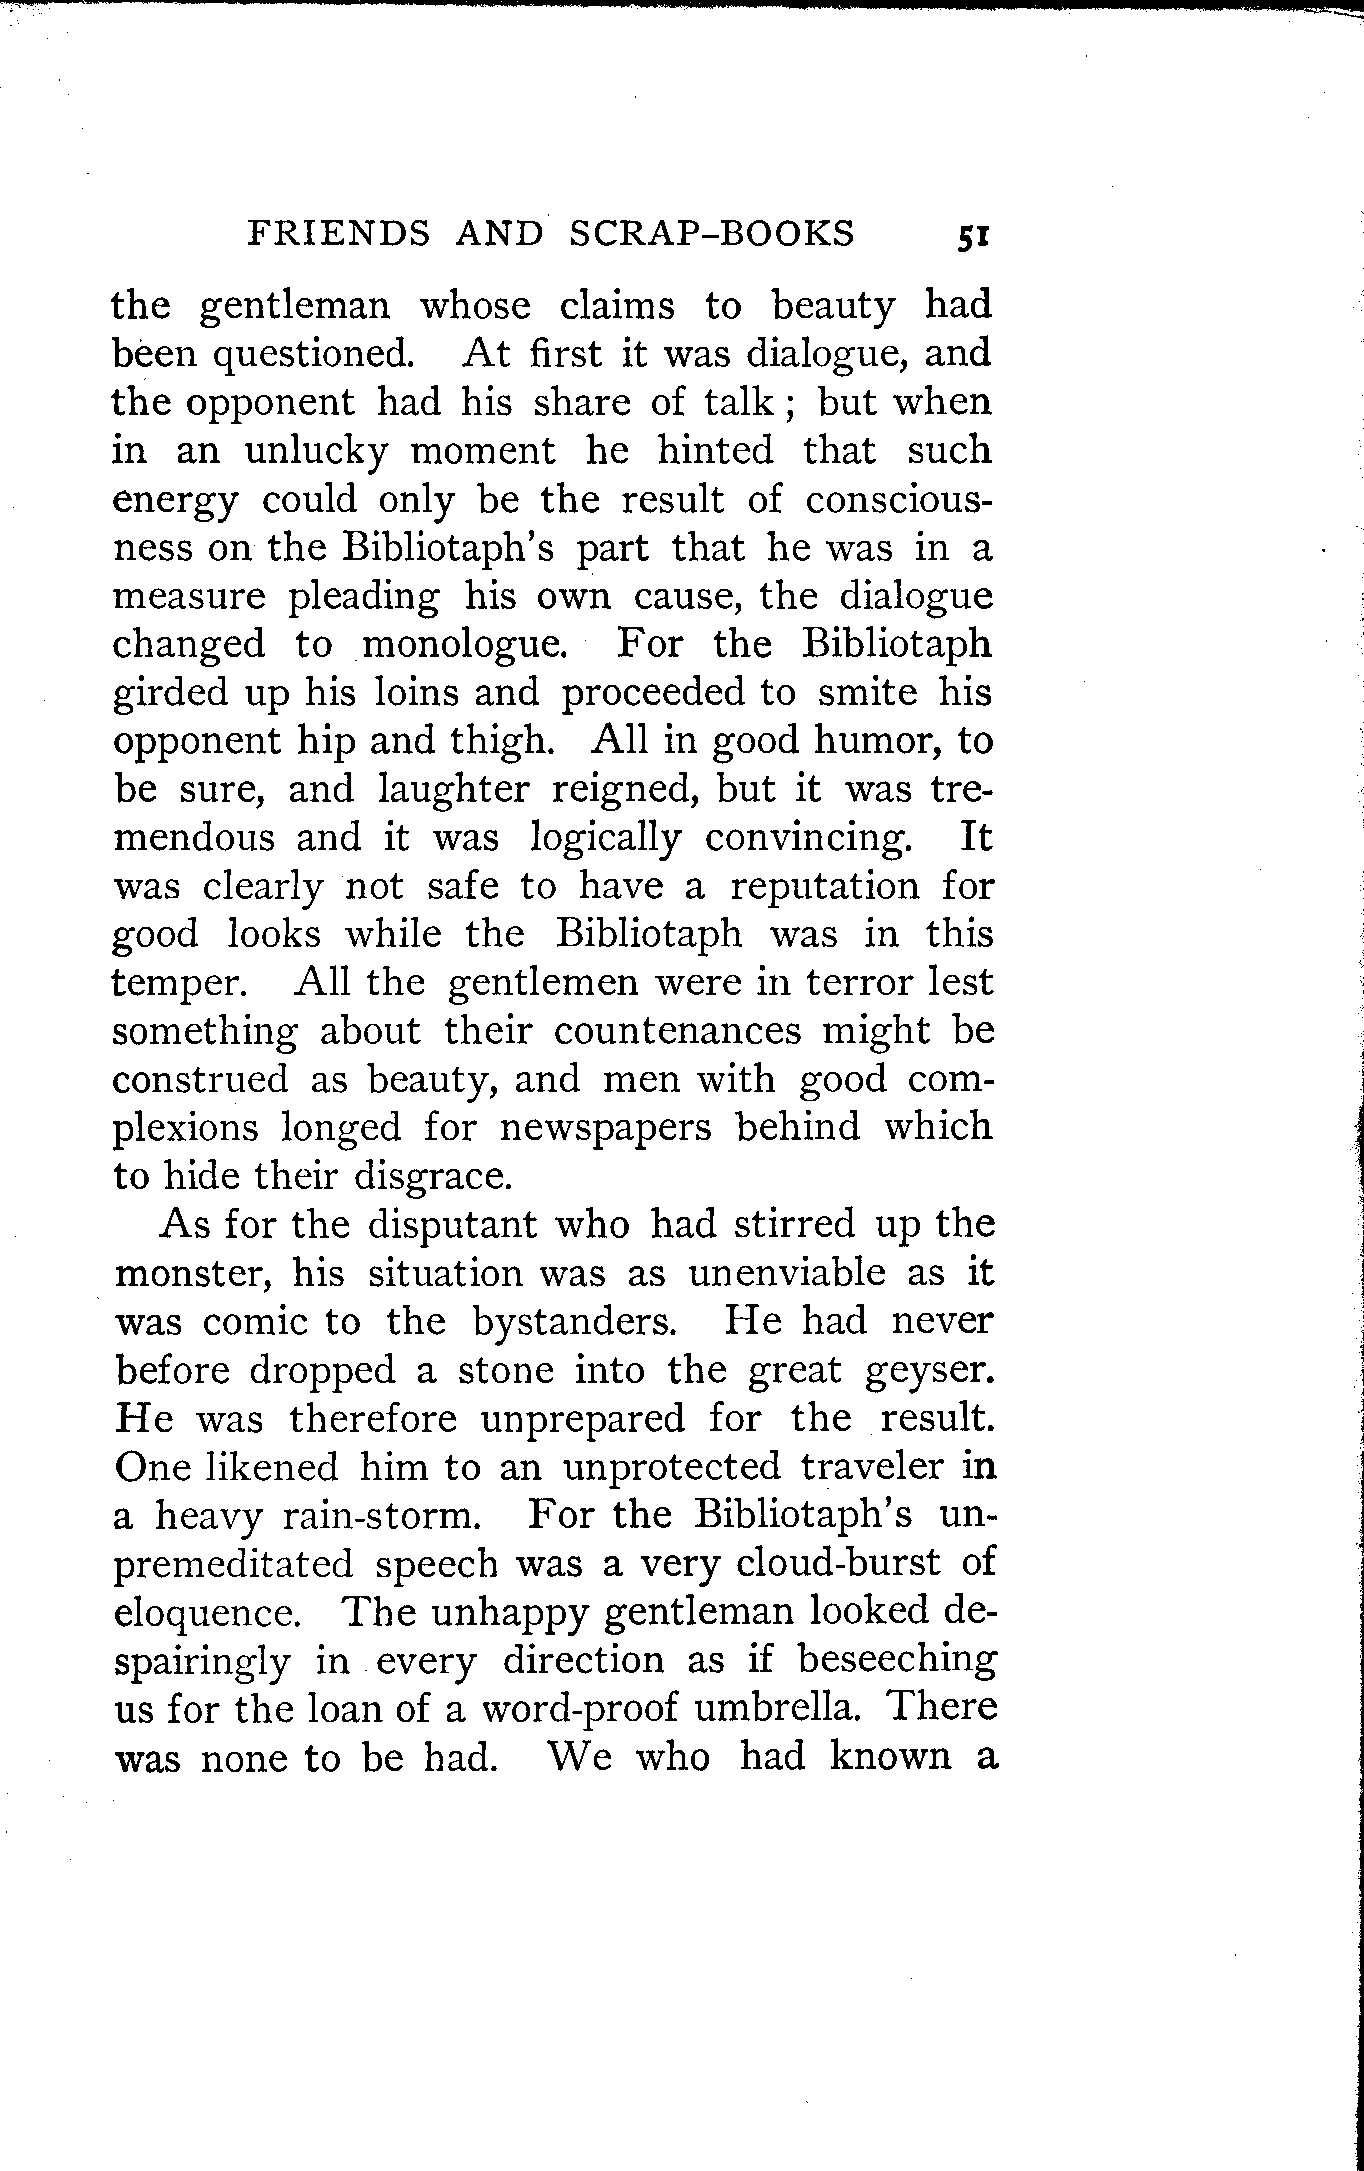 FRIENDS AND SCRAP-BOOKS 51
the gentleman whose claims to beauty had
been questioned. At first it was dialogue, and
the opponent had his share of talk ; but when
in an unlucky moment he hinted that such
energy could only be the result of conscious-
ness on the Bibliotaph's part that he was in a
measure pleading his own cause, the dialogue
changed to monologue. For the Bibliotaph
girded up his loins and proceeded to smite his
opponent hip and thigh. All in good humor, to
be sure, and laughter reigned, but it was tre-
mendous and it was logically convincing. It
was clearly not safe to have a reputation for
good looks while the Bibliotaph was in this
temper. All the gentlemen were in terror lest
something about their countenances might be
construed as beauty, and men with good com-
plexions longed for newspapers behind which
to hide their disgrace.
As for the disputant who had stirred up the
monster, his situation was as unenviable as it
was comic to the bystanders. He had never
before dropped a stone into the great geyser.
He was therefore unprepared for the result.
One likened him to an unprotected traveler in
a heavy rain-storm. For the Bibliotaph's un-
premeditated speech was a very cloud-burst of
eloquence. The unhappy gentleman looked de-
spairingly in every direction as if beseeching
us for the loan of a word-proof umbrella. There
was none to be had. We who had known a